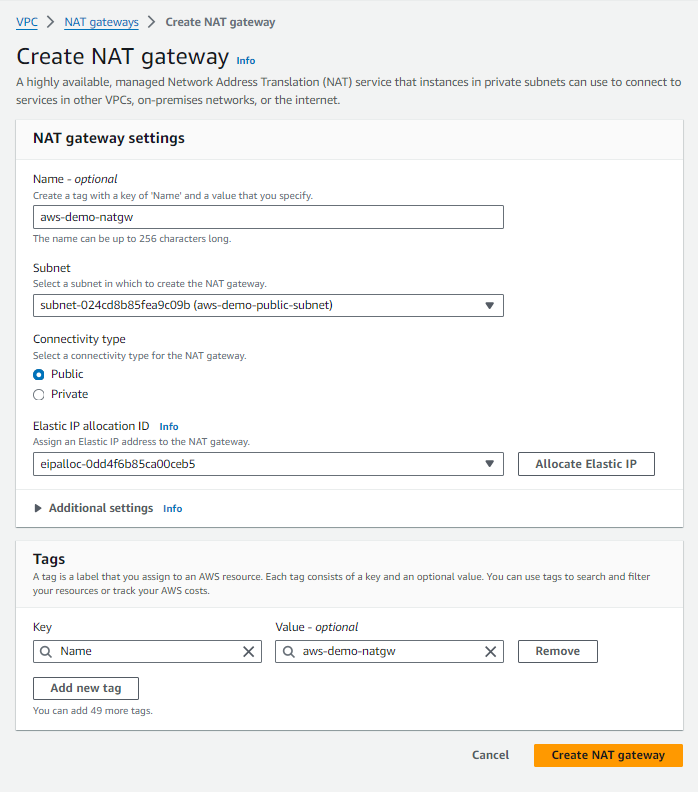 VPC > NAT gateways > Create NAT gateway
Create NAT gateway Info
A highly available, managed Network Address Translation (NAT) service that instances in private subnets can use to connect to
services in other VPCs, on-premises networks, or the internet.
NAT gateway settings
Name - optional
Create a tag with a key of 'Name' and a value that you specify.
aws-demo-natgw
The name can be up to 256 characters long.
Subnet
Select a subnet in which to create the NAT gateway.
subnet-024cd8b85fea9c09b (aws-demo-public-subnet)
Connectivity type
Select a connectivity type for the NAT gateway.
Public
Private
Elastic IP allocation ID Info
Assign an Elastic IP address to the NAT gateway.
eipalloc-0dd4f6b85ca00ceb5 Allocate Elastic IP
Additional settings Info
Tags
A tag is a label that you assign to an AWS resource. Each tag consists of a key and an optional value. You can use tags to search and filter
your resources or track your AWS costs.
Key Value - optional
Name aws-demo-natgw Remove
Add new tag
You can add 49 more tags.
Cancel Create NAT gateway